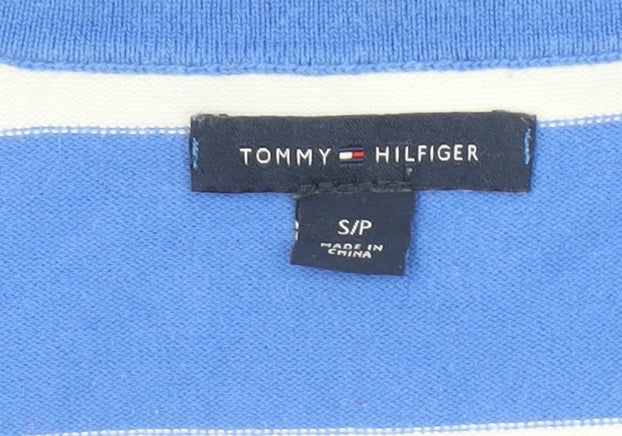 TOMMY HILFIGER
S/P
MADE IN
CHINA